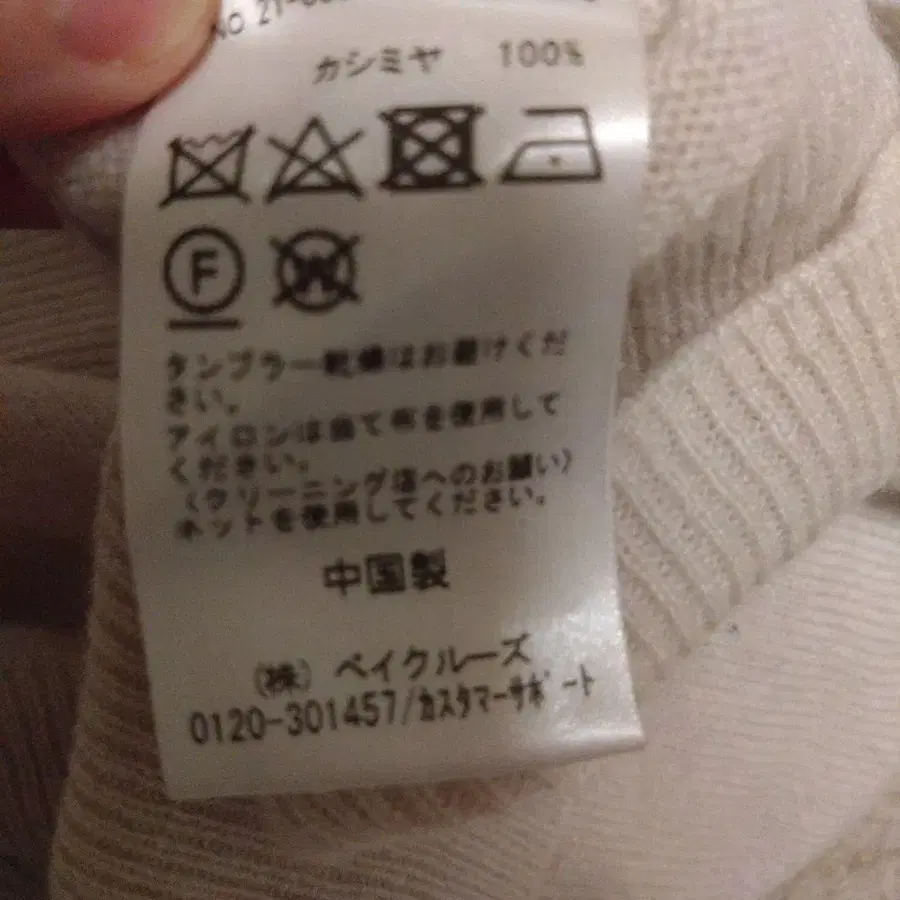 NO 21-
カシミヤ 100%
F
W
タンブラー乾燥はお避けくだ
さい。
アイロンは当て布を使用して
ください。
(クリーニング店へのお願い)
ネットを使用してください。
中国製
(株) ベイクルーズ
0120-301457/カスタマーサポート